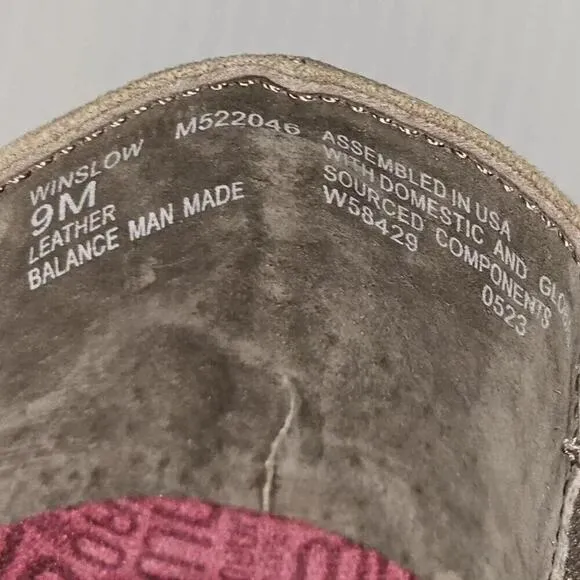 WINSLOW M522046
9M
LEATHER
BALANCE MAN MADE
ASSEMBLED IN USA
WITH DOMESTIC AND
SOURCED COMPONENTS
W58429 0523